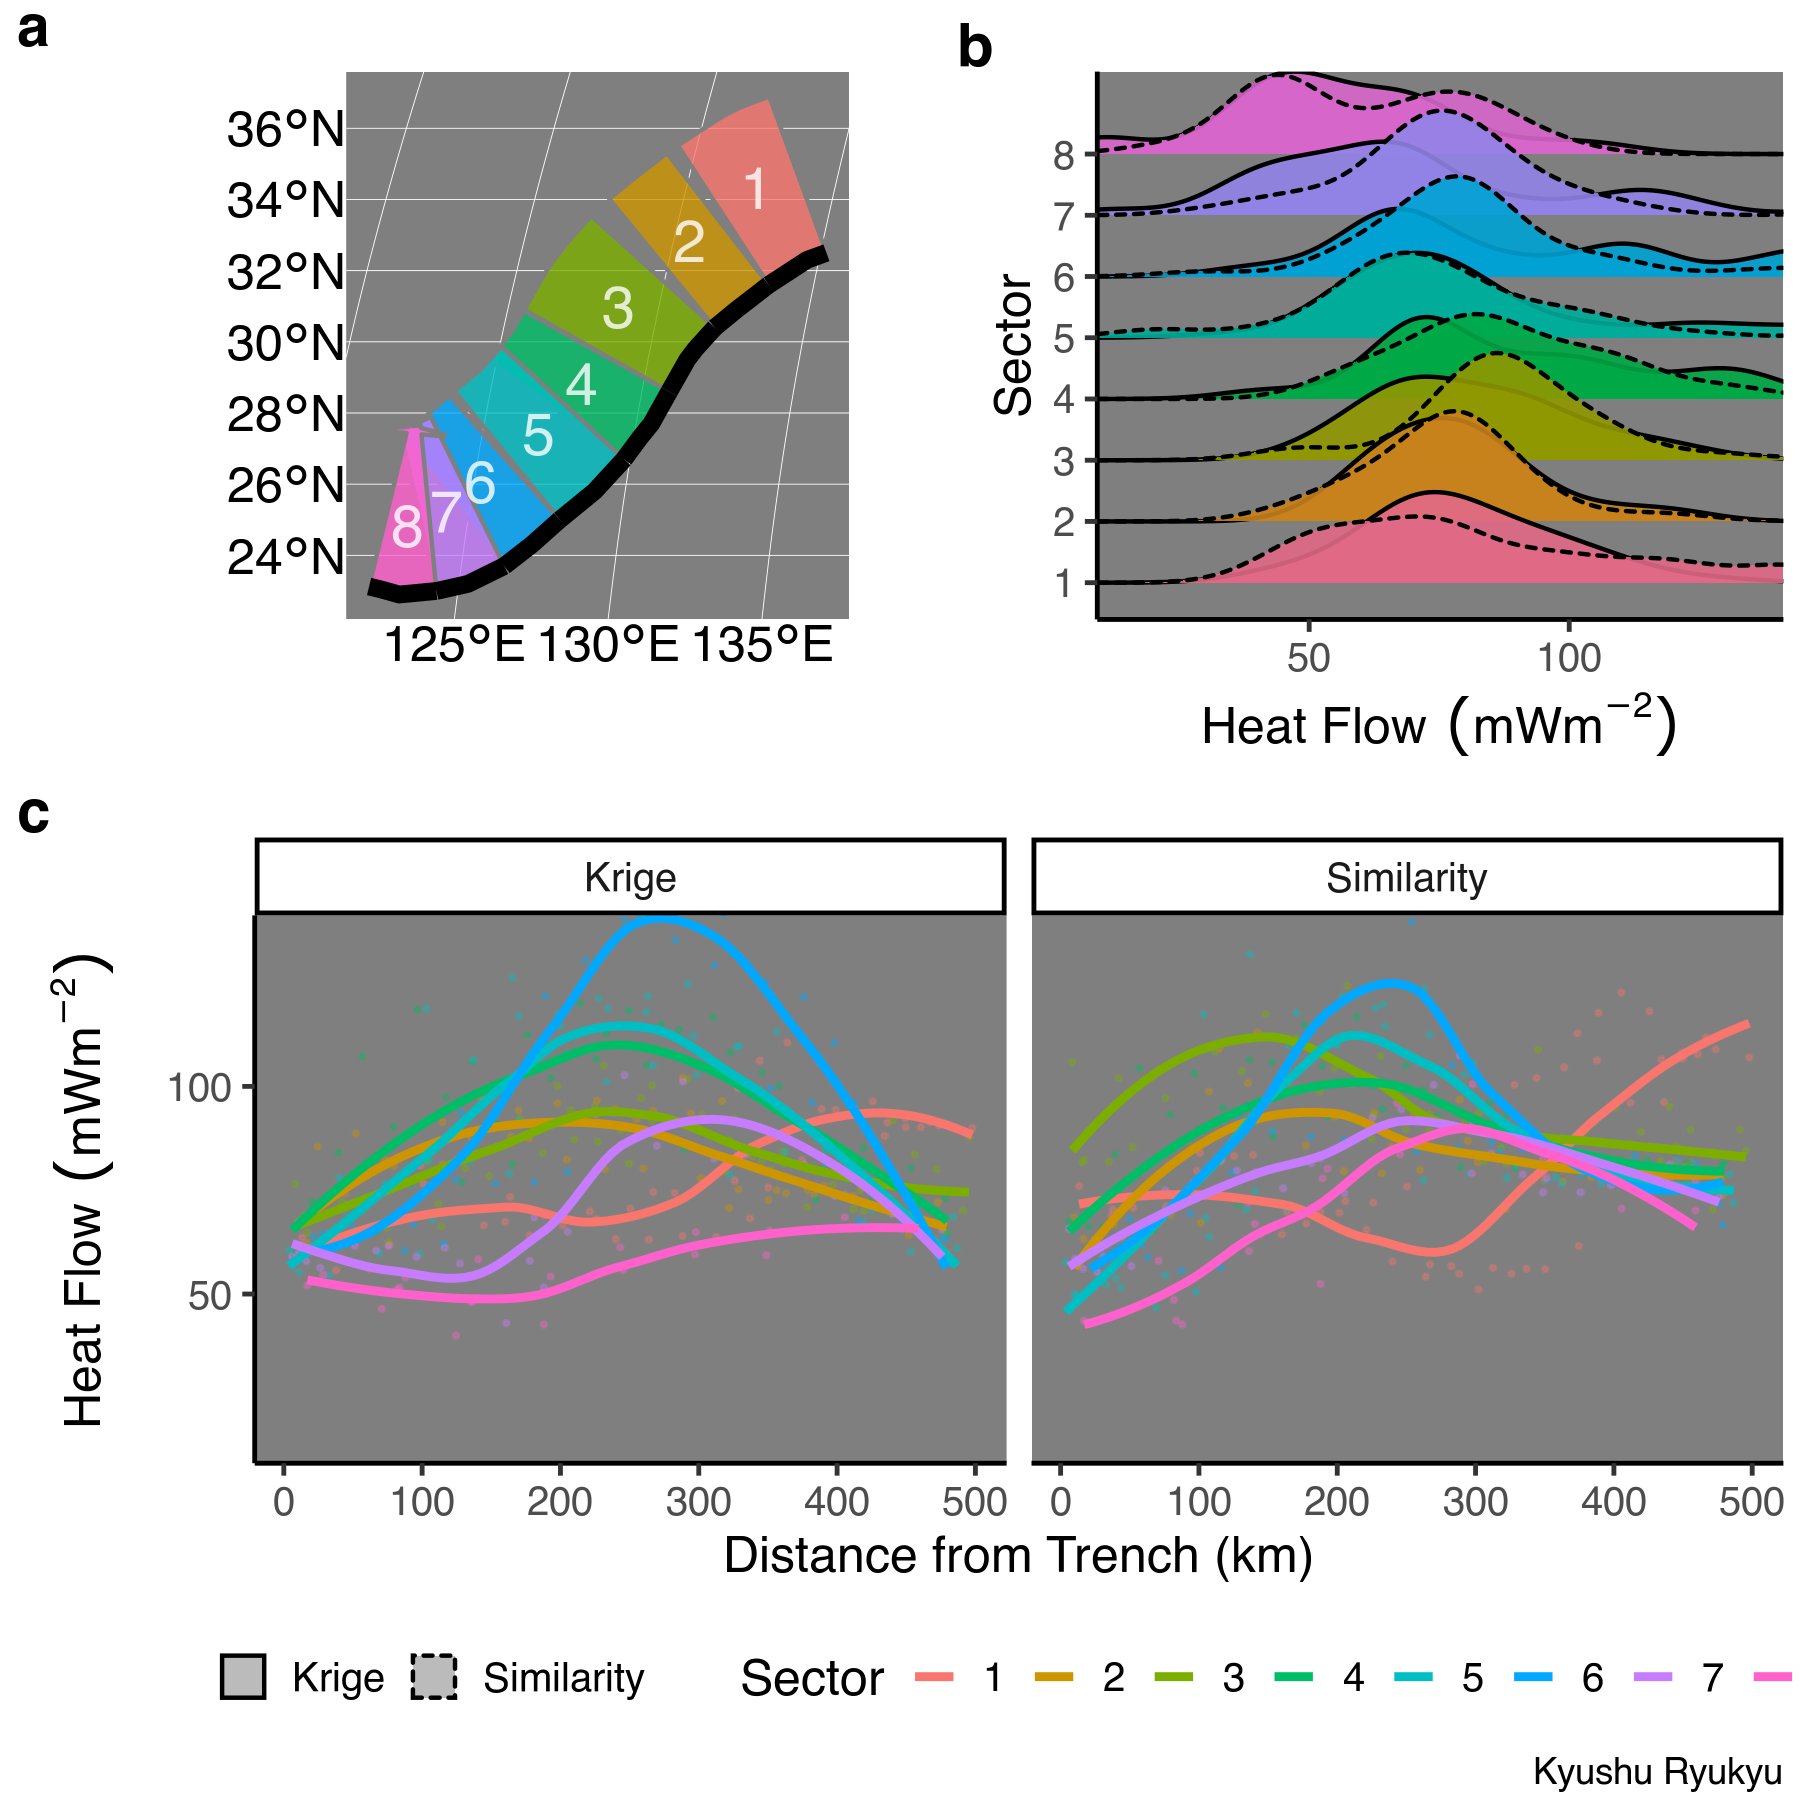 a
36°N
34°N
32°N
30°N
28°N
26°N
24°N
1
2
3
4
5
6
7
8
125°E 130°E 135°E
b
Sector
8
7
6
5
4
3
2
1
50 100
Heat Flow (mWm⁻²)
c
Krige Similarity
Heat Flow (mWm⁻²)
100
50
0 100 200 300 400 500 0 100 200 300 400 500
Distance from Trench (km)
Krige Similarity Sector 1 2 3 4 5 6 7
Kyushu Ryukyu